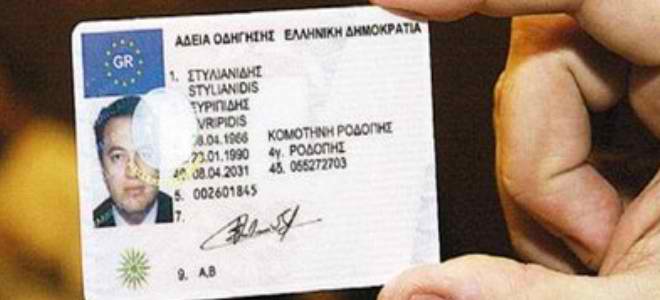 GR
ΑΔΕΙΑ ΟΔΗΓΗΣΗΣ ΕΛΛΗΝΙΚΗ ΔΗΜΟΚΡΑΤΙΑ
1. ΣΤΥΛΙΑΝΙΔΗΣ
STYLIANIDIS
ΕΥΡΙΠΙΔΗΣ
EVRIPIDIS
08.04.1966 ΚΟΜΟΤΗΝΗ ΡΟΔΟΠΗΣ
23.01.1990 4γ. ΡΟΔΟΠΗΣ
4β. 08.04.2031 4δ. 055272703
5. 002601845
7.
9. Α,Β